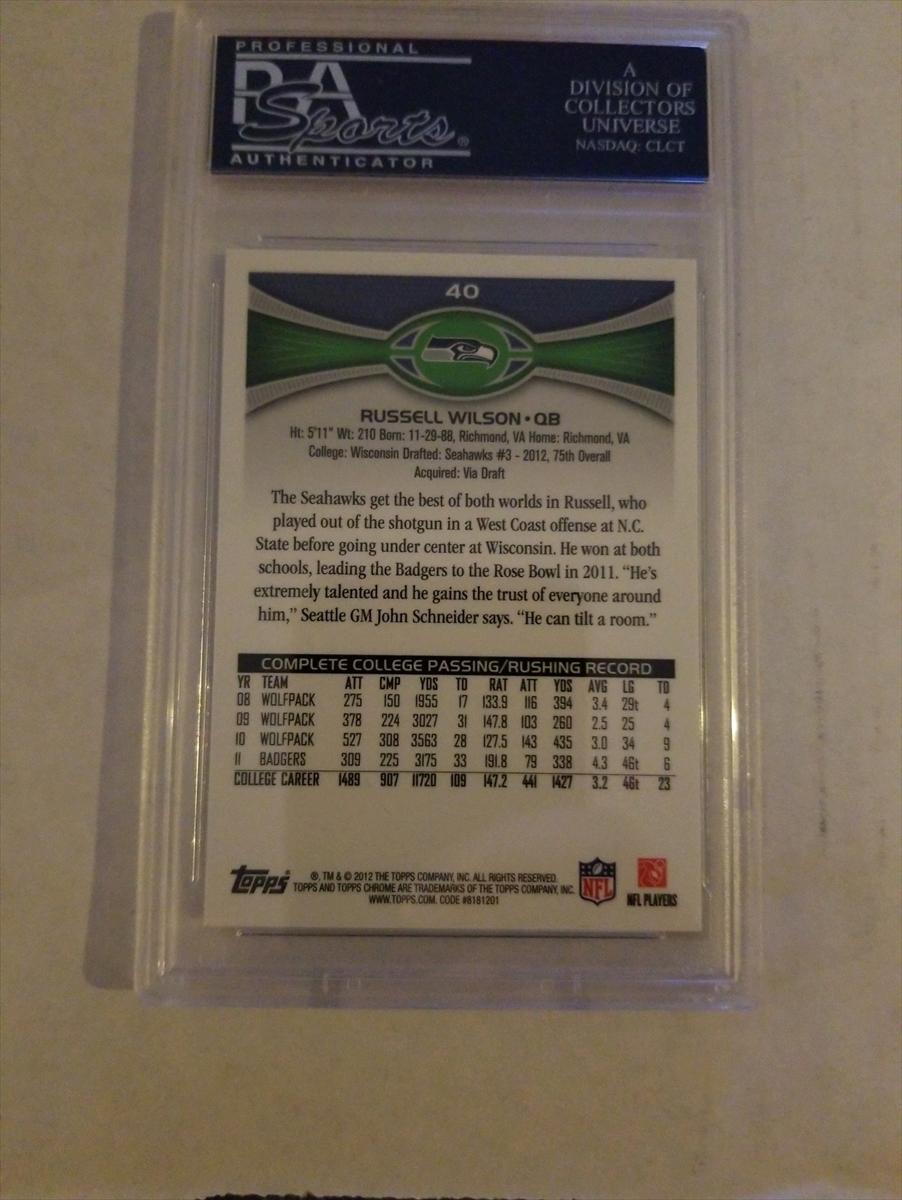 PROFESSIONAL
PSA
Sports®
AUTHENTICATOR
A
DIVISION OF
COLLECTORS
UNIVERSE
NASDAQ: CLCT
40
RUSSELL WILSON • QB
Ht: 5'11" Wt: 210 Born: 11-29-88, Richmond, VA Home: Richmond, VA
College: Wisconsin Drafted: Seahawks #3 - 2012, 75th Overall
Acquired: Via Draft
The Seahawks get the best of both worlds in Russell, who
played out of the shotgun in a West Coast offense at N.C.
State before going under center at Wisconsin. He won at both
schools, leading the Badgers to the Rose Bowl in 2011. “He’s
extremely talented and he gains the trust of everyone around
him,” Seattle GM John Schneider says. “He can tilt a room.”
COMPLETE COLLEGE PASSING/RUSHING RECORD
YR TEAM ATT CMP YDS TD RAT ATT YDS AVG LG TD
08 WOLFPACK 275 150 1955 17 133.9 116 394 3.4 29t 4
09 WOLFPACK 378 224 3027 31 147.8 103 260 2.5 25 4
10 WOLFPACK 527 308 3563 28 127.5 143 435 3.0 34 9
11 BADGERS 309 225 3175 33 191.8 79 338 4.3 46t 6
COLLEGE CAREER 1489 907 11720 109 147.2 441 1427 3.2 46t 23
Topps ®, TM & © 2012 THE TOPPS COMPANY, INC. ALL RIGHTS RESERVED.
TOPPS AND TOPPS CHROME ARE TRADEMARKS OF THE TOPPS COMPANY, INC.
WWW.TOPPS.COM. CODE #8181201
NFL
NFL PLAYERS